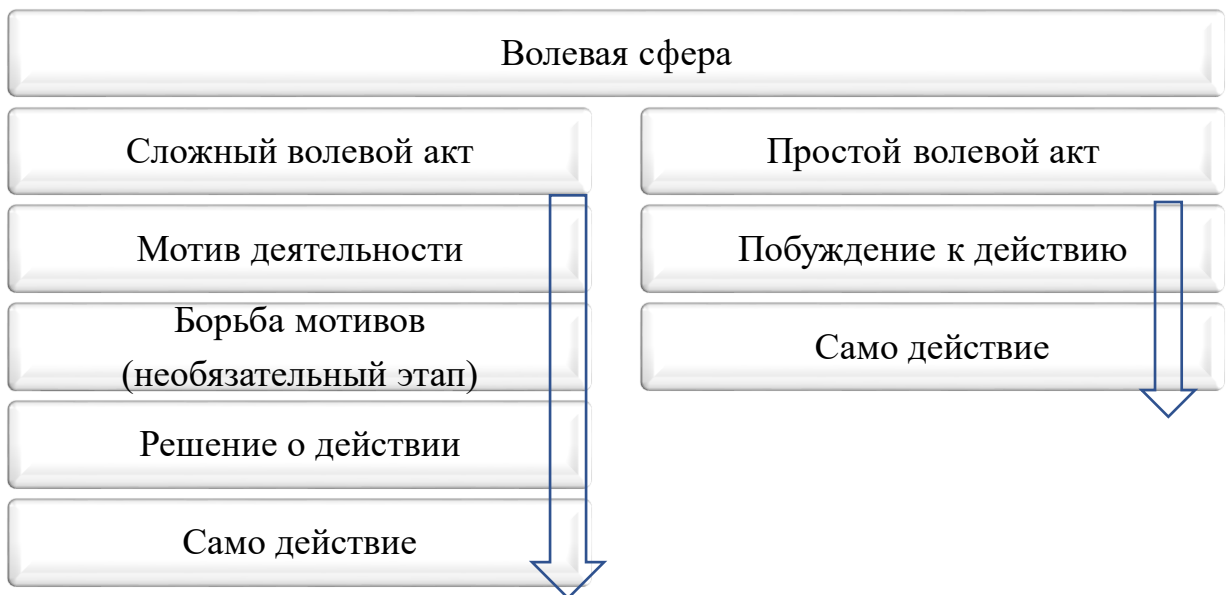 Волевая сфера
Сложный волевой акт
Мотив деятельности
Борьба мотивов
(необязательный этап)
Решение о действии
Само действие
Простой волевой акт
Побуждение к действию
Само действие